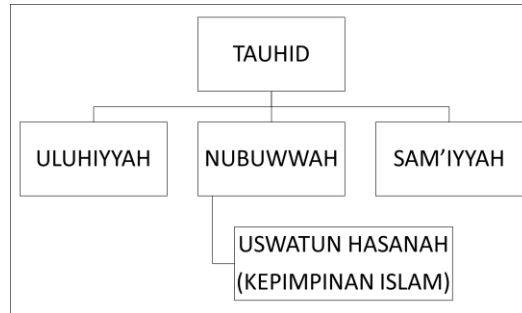 TAUHID
ULUHIYYAH
NUBUWWAH
SAM'IYYAH
USWATUN HASANAH
(KEPIMPINAN ISLAM)